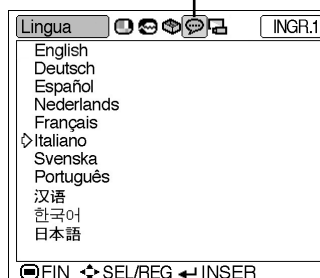 Lingua INGR.1
English
Deutsch
Español
Nederlands
Français
Italiano
Svenska
Português
汉语
한국어
日本語
FIN SEL/REG INSER